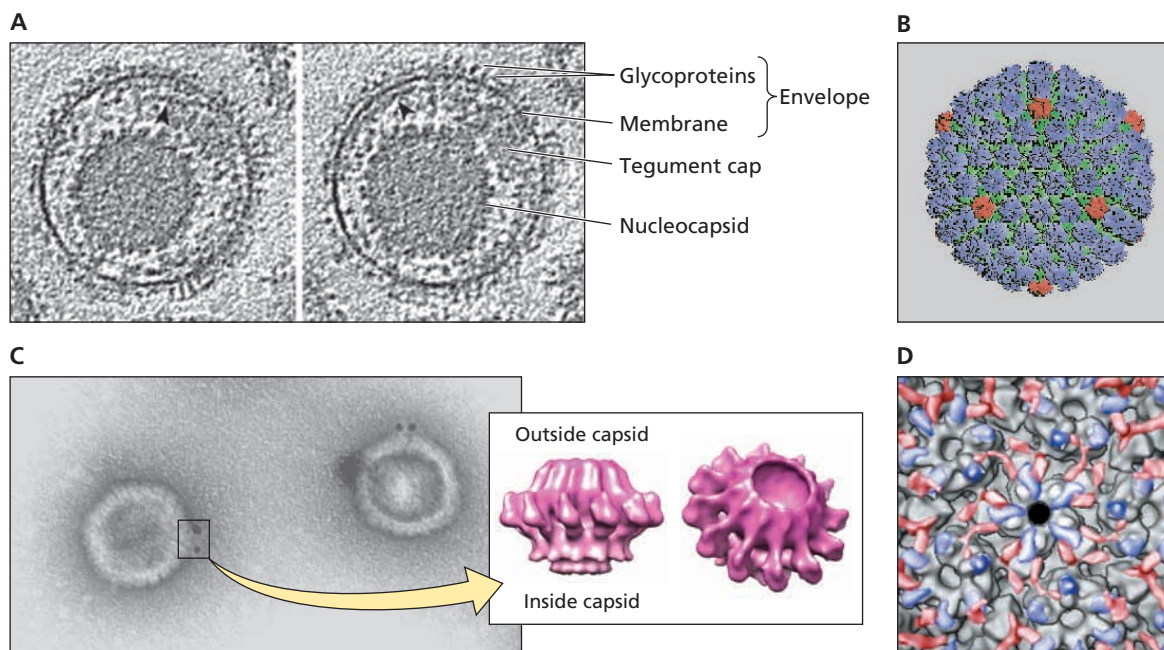 A
B
Glycoproteins
Envelope
Membrane
Tegument cap
Nucleocapsid
C
D
Outside capsid
Inside capsid